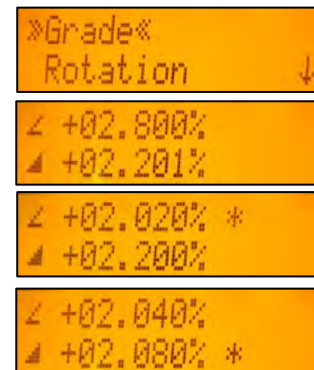 »Grade«
Rotation ↓
∠ +02.800%
◢ +02.201%
∠ +02.020% *
◢ +02.200%
∠ +02.040%
◢ +02.080% *